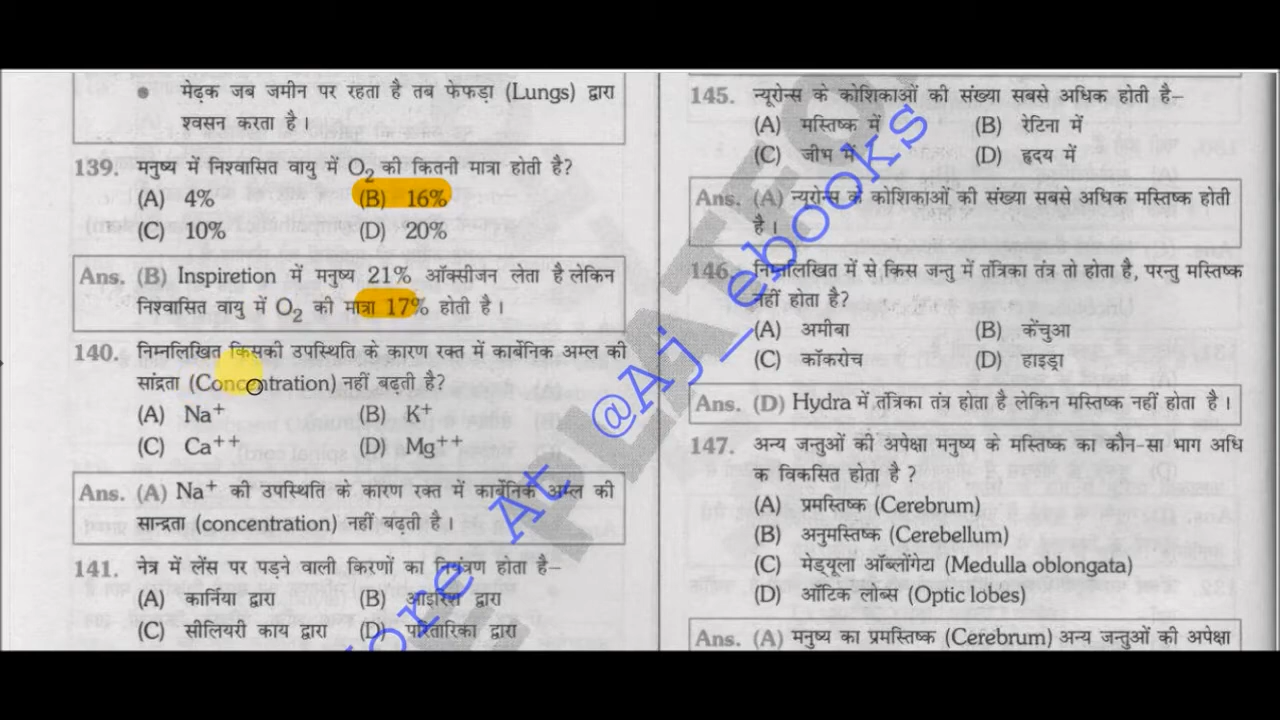 ● मेढ़क जब जमीन पर रहता है तब फेफड़ा (Lungs) द्वारा
श्वसन करता है ।
139. मनुष्य में निश्वासित वायु में O₂ की कितनी मात्रा होती है?
(A) 4% (B) 16%
(C) 10% (D) 20%
Ans. (B) Inspiretion में मनुष्य 21% ऑक्सीजन लेता है लेकिन
निश्वासित वायु में O₂ की मात्रा 17% होती है ।
140. निम्नलिखित किसकी उपस्थिति के कारण रक्त में कार्बेनिक अम्ल की
सांद्रता (Concentration) नहीं बढ़ती है?
(A) Na⁺ (B) K⁺
(C) Ca⁺⁺ (D) Mg⁺⁺
Ans. (A) Na⁺ की उपस्थिति के कारण रक्त में कार्बेनिक अम्ल की
सान्द्रता (concentration) नहीं बढ़ती है ।
141. नेत्र में लेंस पर पड़ने वाली किरणों का नियंत्रण होता है–
(A) कार्निया द्वारा (B) आइरिश द्वारा
(C) सीलियरी काय द्वारा (D) परितारिका द्वारा
145. न्यूरोन्स के कोशिकाओं की संख्या सबसे अधिक होती है–
(A) मस्तिष्क में (B) रेटिना में
(C) जीभ में (D) हृदय में
Ans. (A) न्यूरोन्स के कोशिकाओं की संख्या सबसे अधिक मस्तिष्क होती
है ।
146. निम्नलिखित में से किस जन्तु में तंत्रिका तंत्र तो होता है, परन्तु मस्तिष्क
नहीं होता है?
(A) अमीबा (B) केंचुआ
(C) कॉकरोच (D) हाइड्रा
Ans. (D) Hydra में तंत्रिका तंत्र होता है लेकिन मस्तिष्क नहीं होता है ।
147. अन्य जन्तुओं की अपेक्षा मनुष्य के मस्तिष्क का कौन-सा भाग अधि
क विकसित होता है ?
(A) प्रमस्तिष्क (Cerebrum)
(B) अनुमस्तिष्क (Cerebellum)
(C) मेड्यूला ऑब्लोंगेटा (Medulla oblongata)
(D) ऑटिक लोब्स (Optic lobes)
Ans. (A) मनुष्य का प्रमस्तिष्क (Cerebrum) अन्य जन्तुओं की अपेक्षा
ore At @Aj_ebooks